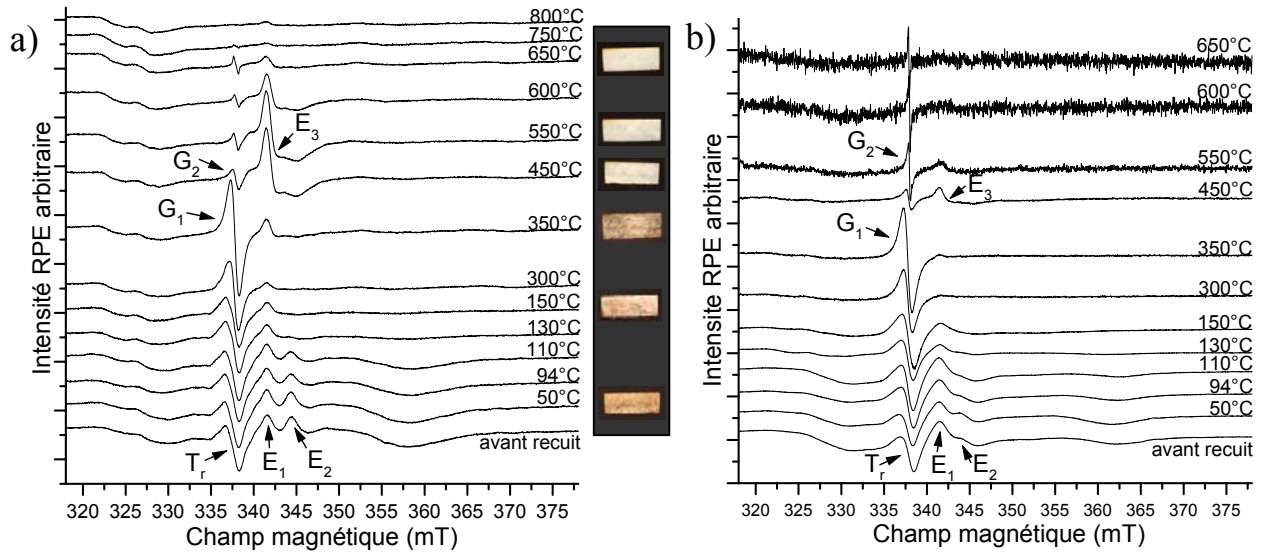 a)
800°C
750°C
650°C
600°C
550°C
E3
G2
450°C
G1
350°C
300°C
150°C
130°C
110°C
94°C
50°C
avant recuit
Tr
E1
E2
Intensité RPE arbitraire
320 325 330 335 340 345 350 355 360 365 370 375
Champ magnétique (mT)
b)
650°C
600°C
G2
550°C
E3
450°C
G1
350°C
300°C
150°C
130°C
110°C
94°C
50°C
avant recuit
Tr
E1
E2
Intensite RPE arbitraire
320 325 330 335 340 345 350 355 360 365 370 375
Champ magnétique (mT)